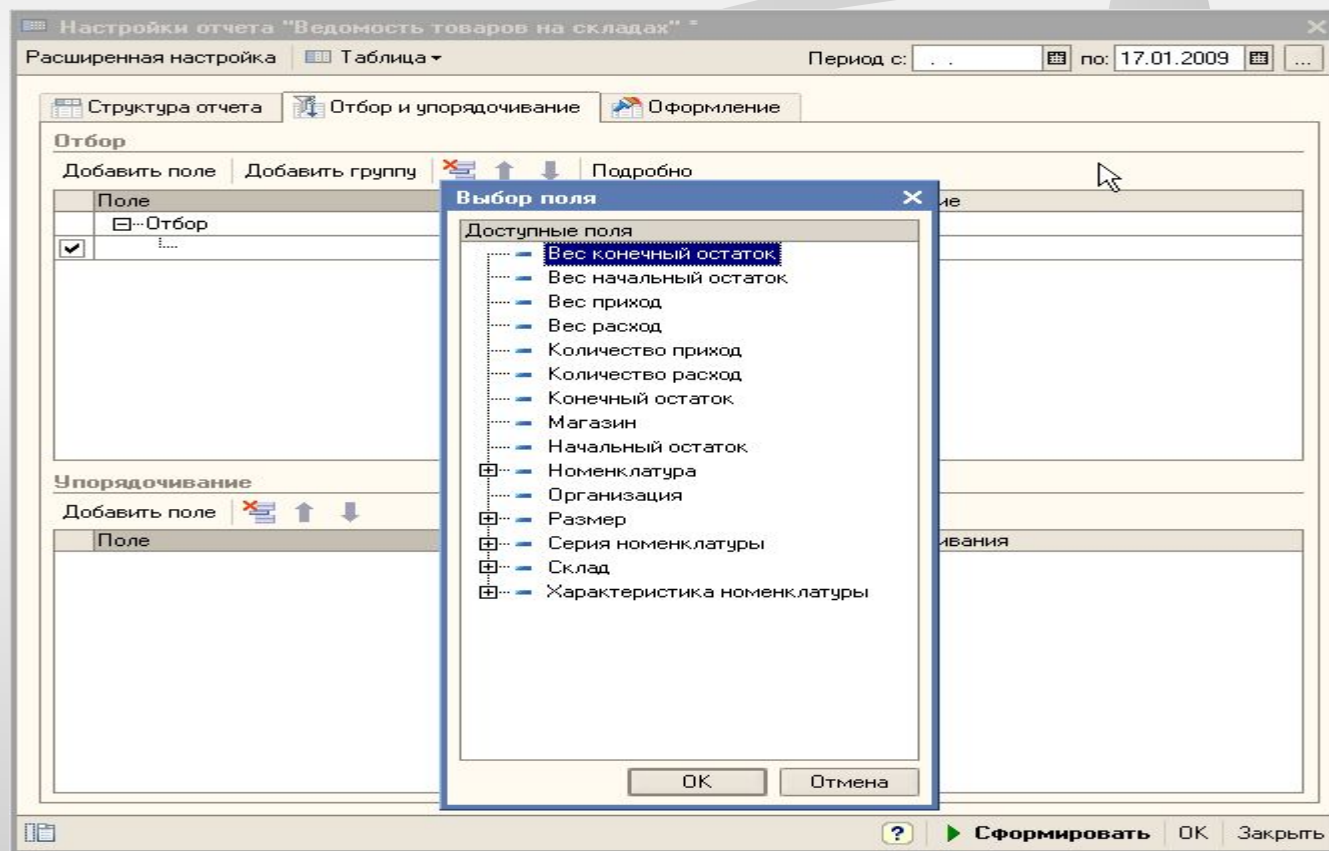 Настройки отчета "Ведомость товаров на складах" *
Расширенная настройка Таблица Период с: . . по: 17.01.2009 ...
Структура отчета Отбор и упорядочивание Оформление
Отбор
Добавить поле Добавить группу Подробно
Поле ие
Отбор
Выбор поля
Доступные поля
Вес конечный остаток
Вес начальный остаток
Вес приход
Вес расход
Количество приход
Количество расход
Конечный остаток
Магазин
Начальный остаток
Номенклатура
Организация
Размер
Серия номенклатуры
Склад
Характеристика номенклатуры
OK Отмена
Упорядочивание
Добавить поле
Поле ивания
? Сформировать OK Закрыть